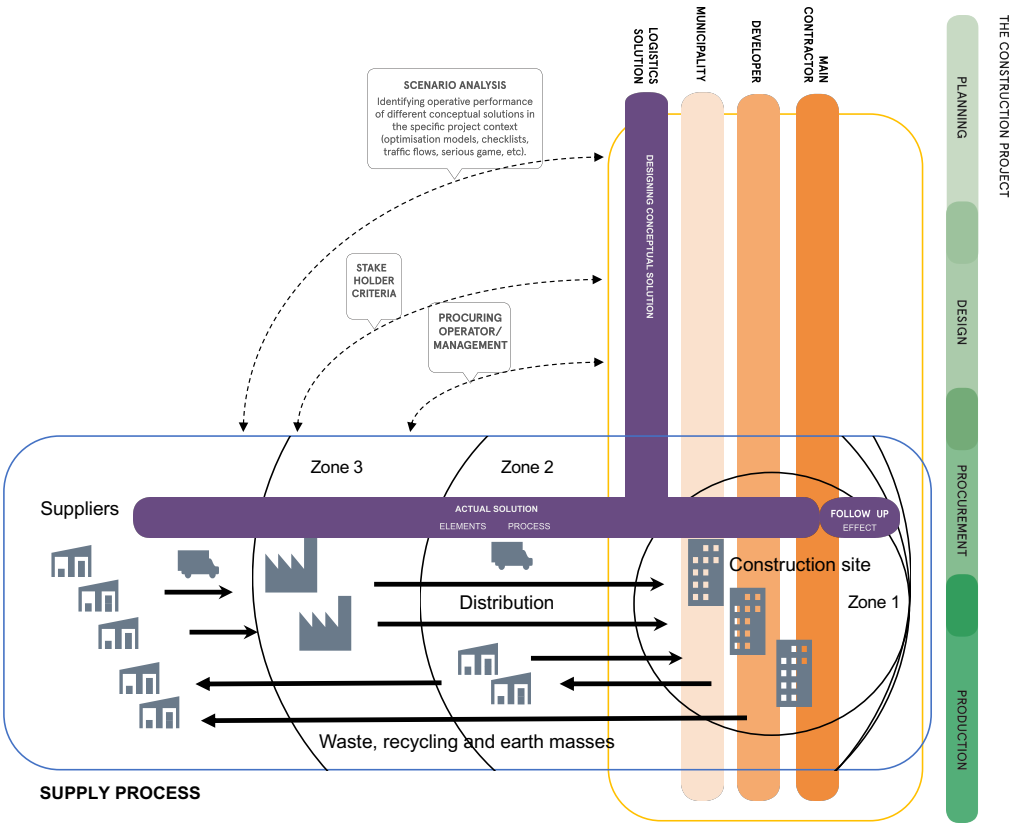 THE CONSTRUCTION PROJECT
LOGISTICS
SOLUTION
MUNICIPALITY
DEVELOPER
MAIN
CONTRACTOR
PLANNING
DESIGN
PROCUREMENT
PRODUCTION
SCENARIO ANALYSIS
Identifying operative performance
of different conceptual solutions in
the specific project context
(optimisation models, checklists,
traffic flows, serious game, etc).
DESIGNING CONCEPTUAL SOLUTION
STAKE
HOLDER
CRITERIA
PROCURING
OPERATOR/
MANAGEMENT
Zone 3
Zone 2
Suppliers
ACTUAL SOLUTION
ELEMENTS PROCESS
FOLLOW UP
EFFECT
Construction site
Distribution
Zone 1
Waste, recycling and earth masses
SUPPLY PROCESS